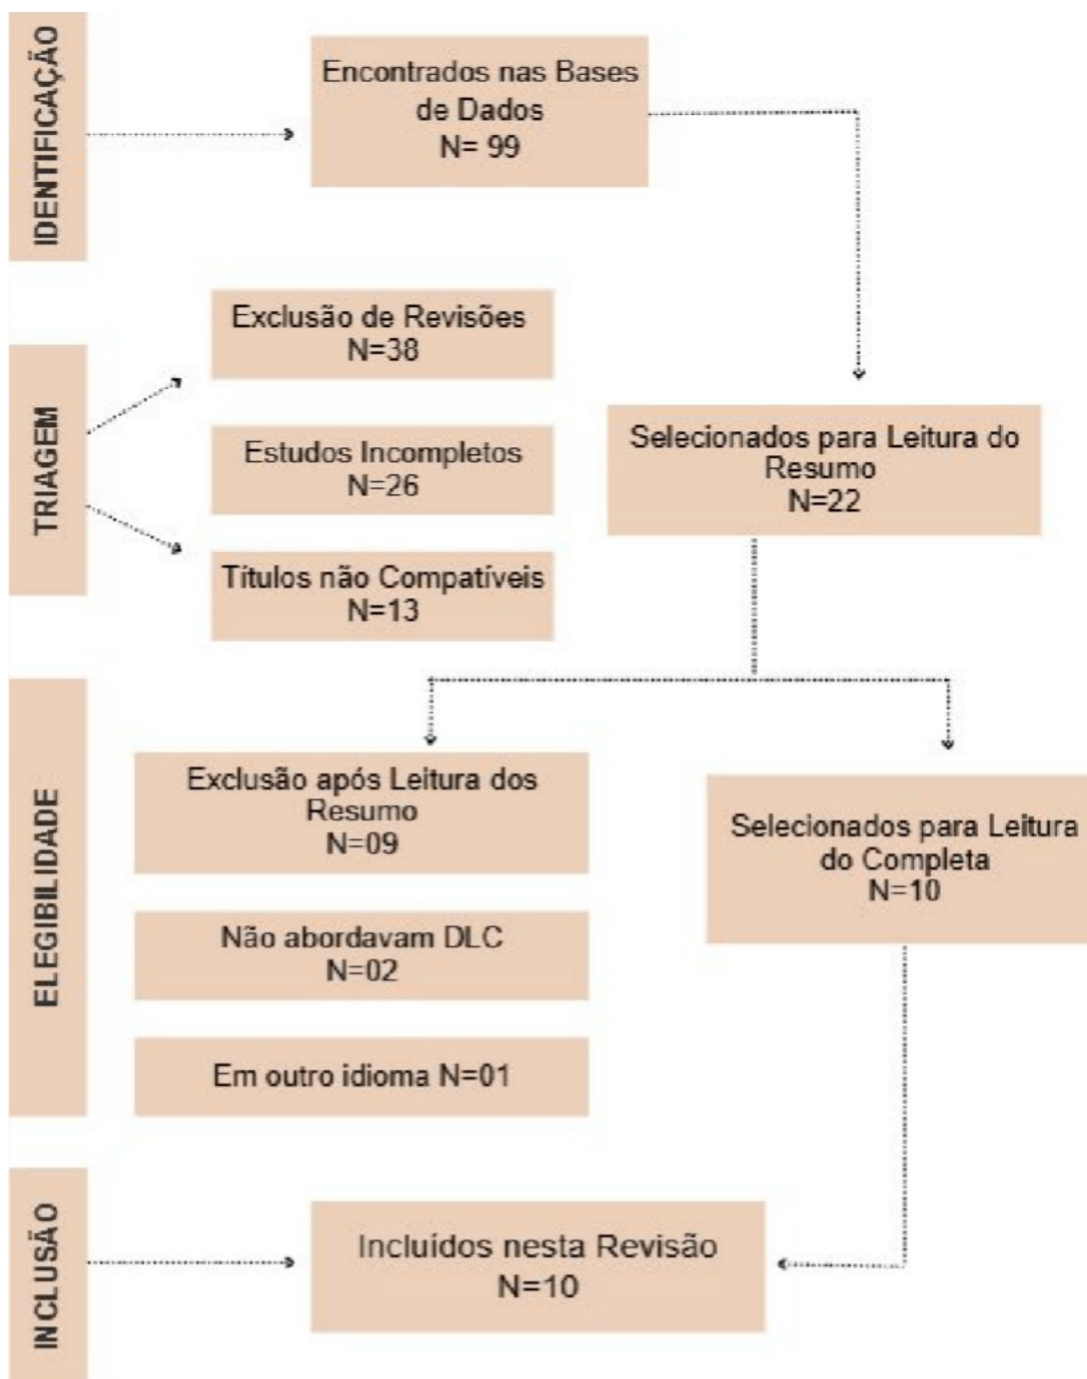 IDENTIFICAÇÃO
Encontrados nas Bases
de Dados
N= 99
TRIAGEM
Exclusão de Revisões
N=38
Estudos Incompletos
N=26
Títulos não Compatíveis
N=13
Selecionados para Leitura do
Resumo
N=22
ELEGIBILIDADE
Exclusão após Leitura dos
Resumo
N=09
Não abordavam DLC
N=02
Em outro idioma N=01
Selecionados para Leitura
do Completa
N=10
INCLUSÃO
Incluídos nesta Revisão
N=10